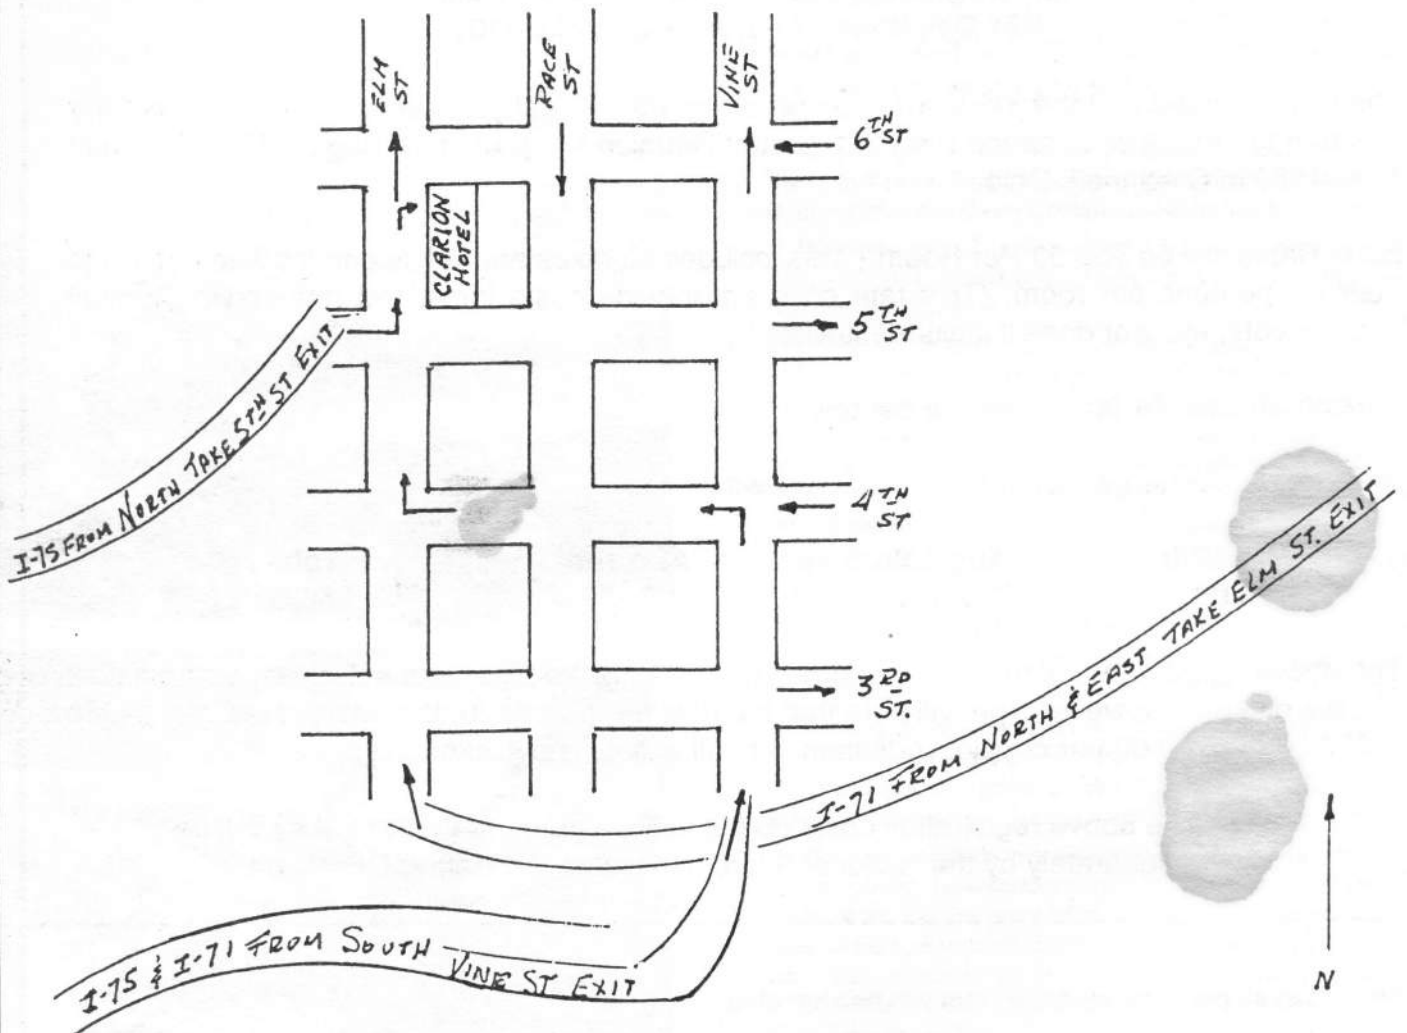 ELM
ST
RACE
ST
VINE
ST
6TH
ST
CLARION
HOTEL
5TH
ST
I-75 FROM NORTH TAKE 5TH ST EXIT
4TH
ST
3RD
ST.
I-71 FROM NORTH & EAST TAKE ELM ST. EXIT
I-75 & I-71 FROM SOUTH
VINE ST EXIT
N